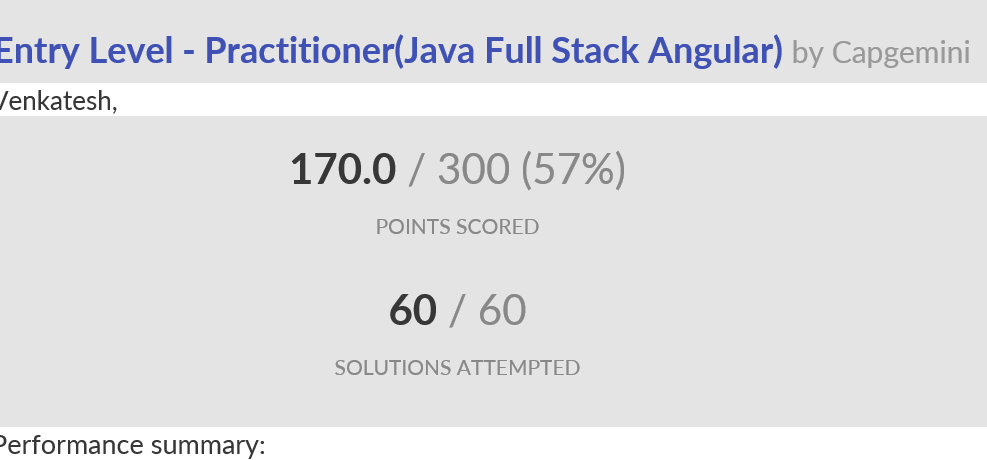 Entry Level - Practitioner(Java Full Stack Angular) by Capgemini
Venkatesh,
170.0 / 300 (57%)
POINTS SCORED
60 / 60
SOLUTIONS ATTEMPTED
Performance summary: